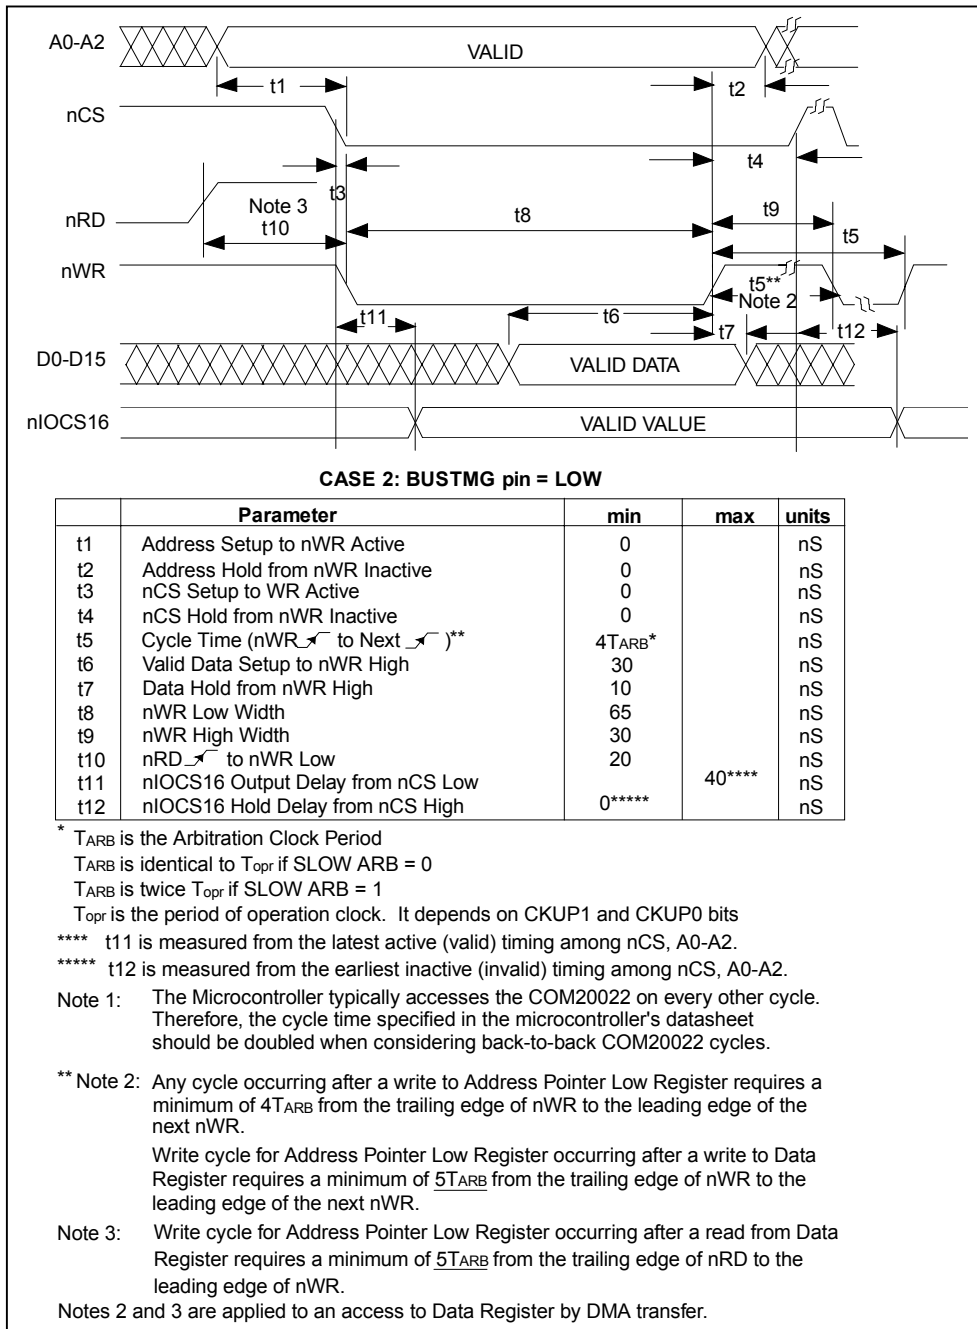 A0-A2
VALID
t1
t2
nCS
t4
t3
nRD
Note 3
t10
t8
t9
t5
nWR
t5**
Note 2
t11
t6
t7
t12
D0-D15
VALID DATA
nIOCS16
VALID VALUE
CASE 2: BUSTMG pin = LOW
Parameter min max units
t1 Address Setup to nWR Active 0 nS
t2 Address Hold from nWR Inactive 0 nS
t3 nCS Setup to WR Active 0 nS
t4 nCS Hold from nWR Inactive 0 nS
t5 Cycle Time (nWR to Next )** 4TARB* nS
t6 Valid Data Setup to nWR High 30 nS
t7 Data Hold from nWR High 10 nS
t8 nWR Low Width 65 nS
t9 nWR High Width 30 nS
t10 nRD to nWR Low 20 nS
t11 nIOCS16 Output Delay from nCS Low 40**** nS
t12 nIOCS16 Hold Delay from nCS High 0***** nS
* TARB is the Arbitration Clock Period
TARB is identical to Topr if SLOW ARB = 0
TARB is twice Topr if SLOW ARB = 1
Topr is the period of operation clock. It depends on CKUP1 and CKUP0 bits
**** t11 is measured from the latest active (valid) timing among nCS, A0-A2.
***** t12 is measured from the earliest inactive (invalid) timing among nCS, A0-A2.
Note 1: The Microcontroller typically accesses the COM20022 on every other cycle.
Therefore, the cycle time specified in the microcontroller's datasheet
should be doubled when considering back-to-back COM20022 cycles.
** Note 2: Any cycle occurring after a write to Address Pointer Low Register requires a
minimum of 4TARB from the trailing edge of nWR to the leading edge of the
next nWR.
Write cycle for Address Pointer Low Register occurring after a write to Data
Register requires a minimum of 5TARB from the trailing edge of nWR to the
leading edge of the next nWR.
Note 3: Write cycle for Address Pointer Low Register occurring after a read from Data
Register requires a minimum of 5TARB from the trailing edge of nRD to the
leading edge of nWR.
Notes 2 and 3 are applied to an access to Data Register by DMA transfer.